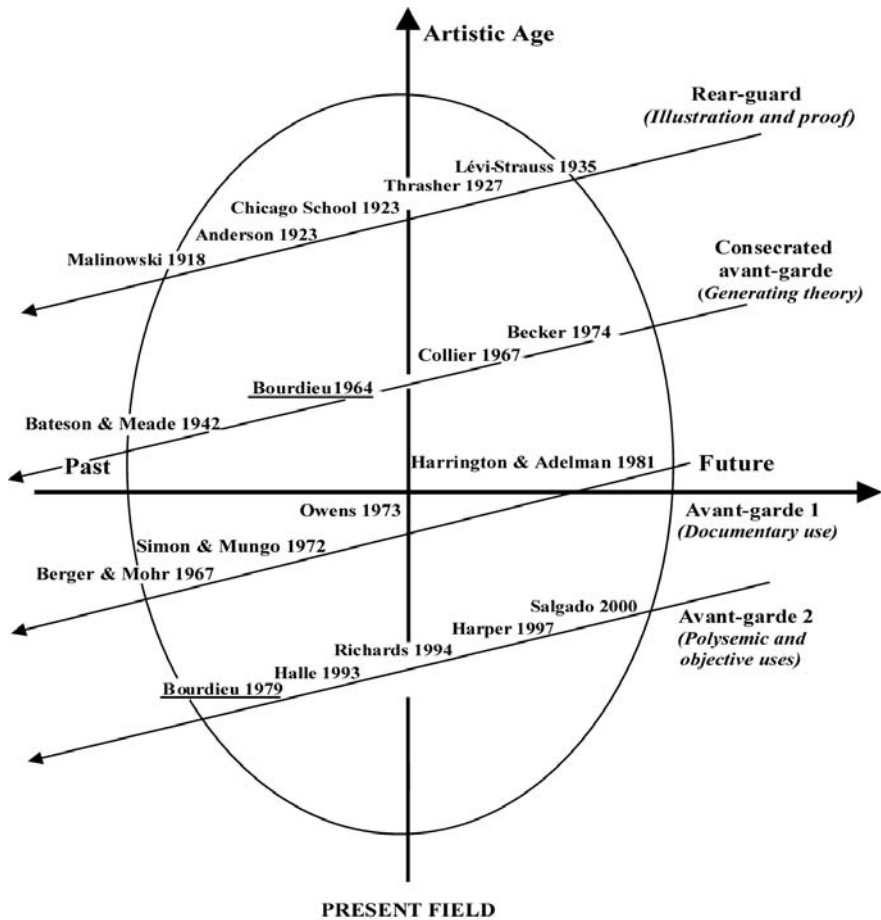 Artistic Age
Rear-guard
(Illustration and proof)
Lévi-Strauss 1935
Thrasher 1927
Chicago School 1923
Anderson 1923
Malinowski 1918
Consecrated
avant-garde
(Generating theory)
Becker 1974
Collier 1967
Bourdieu 1964
Bateson & Meade 1942
Past
Harrington & Adelman 1981
Future
Owens 1973
Avant-garde 1
(Documentary use)
Simon & Mungo 1972
Berger & Mohr 1967
Salgado 2000
Avant-garde 2
(Polysemic and
objective uses)
Harper 1997
Richards 1994
Halle 1993
Bourdieu 1979
PRESENT FIELD